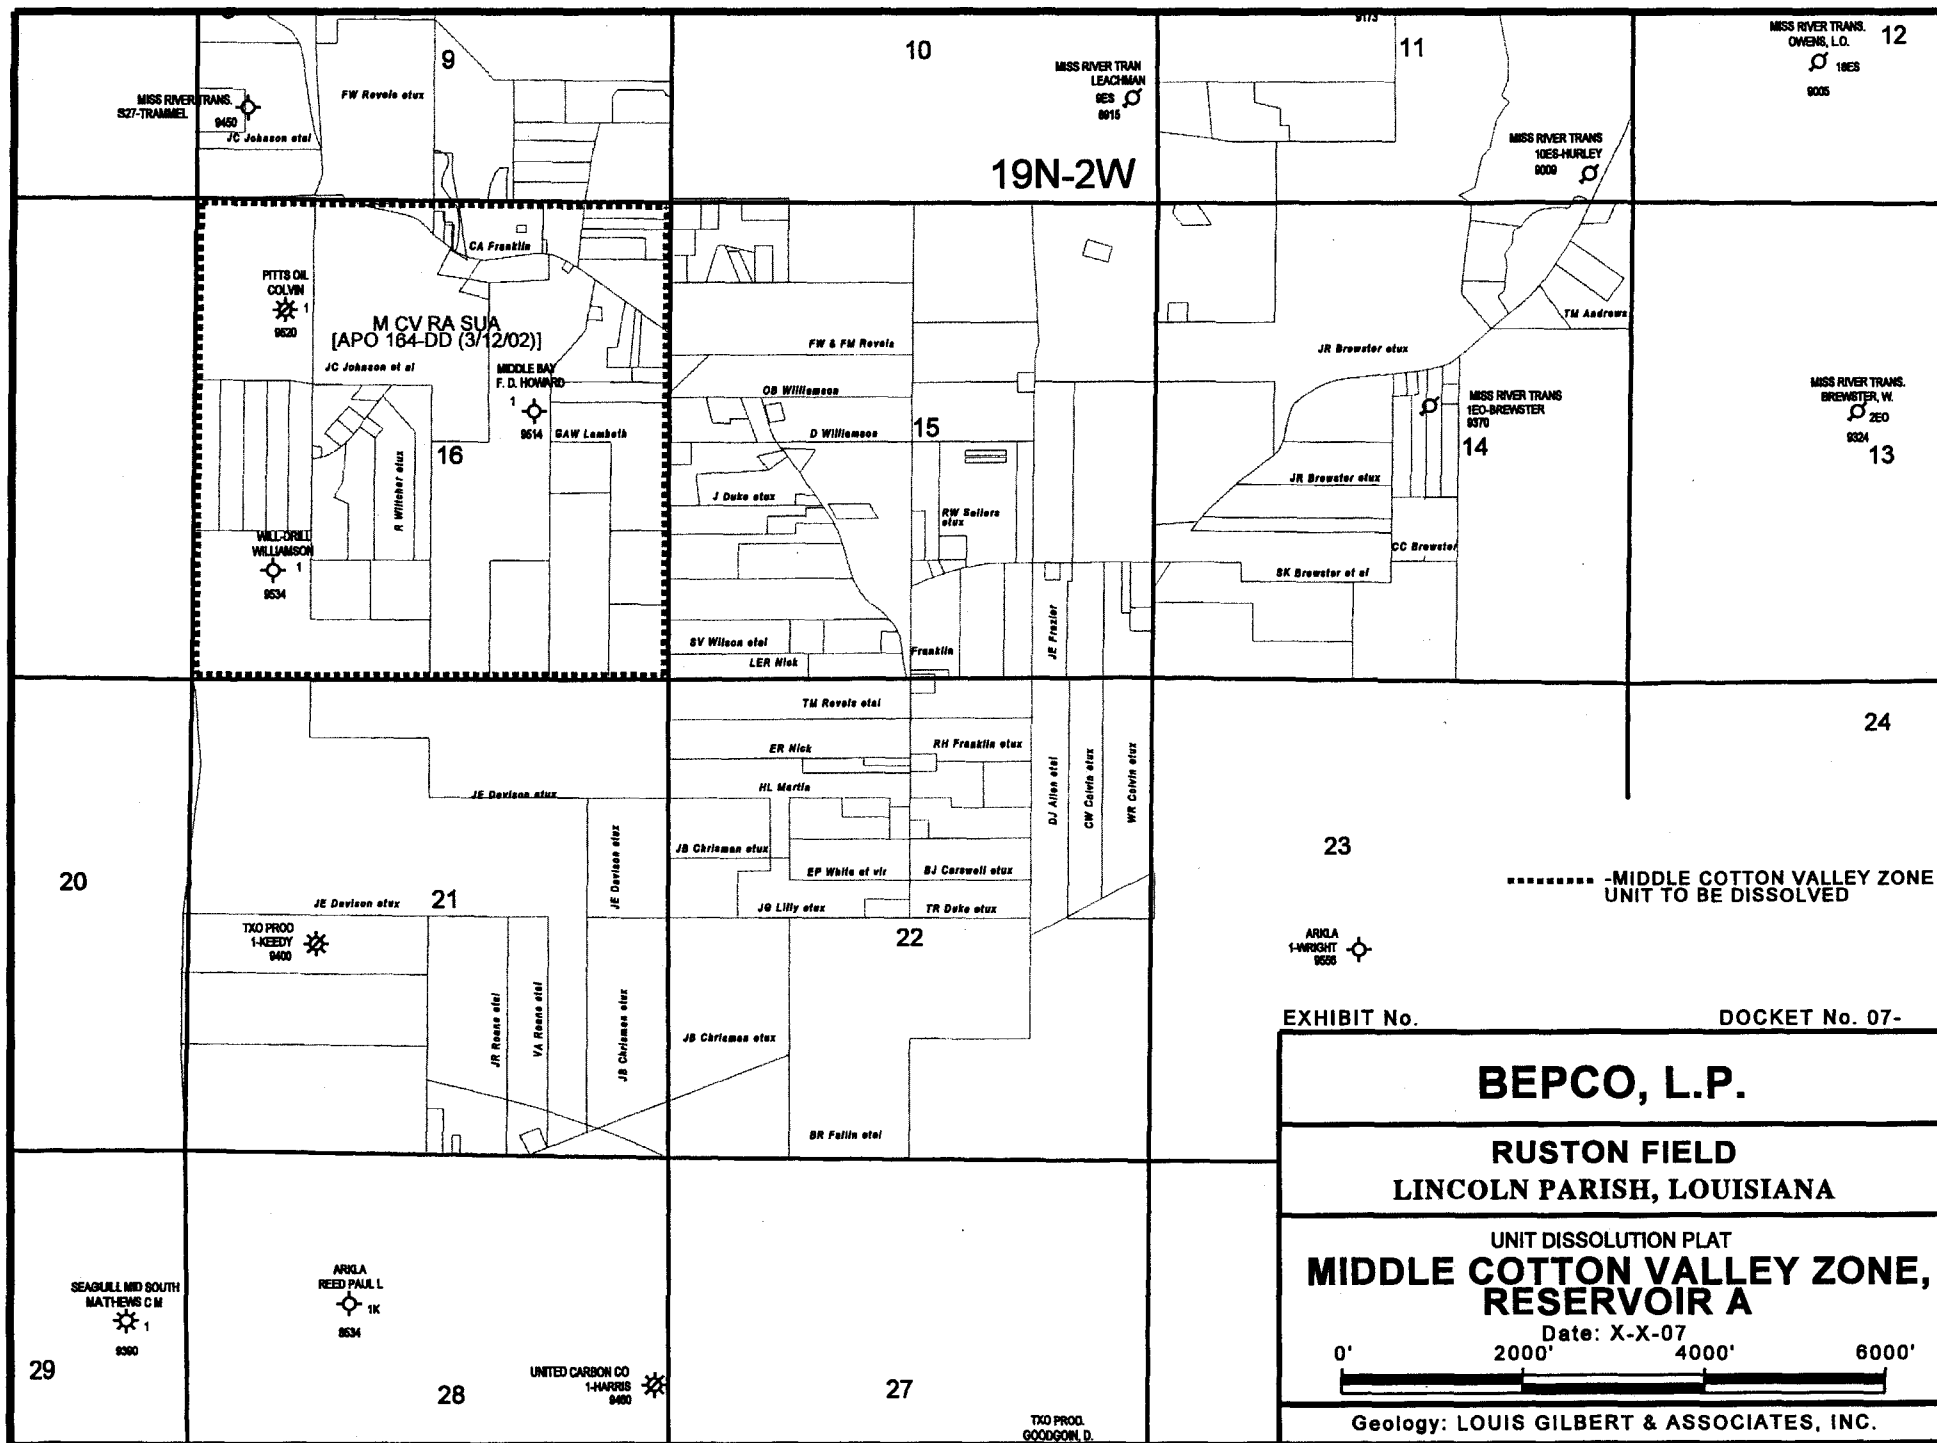 9
10
11
12
9173
MISS RIVER TRANS.
OWENS, L.O.
16ES
9005
MISS RIVER TRAN
LEACHMAN
9ES
8915
FW Revels etux
MISS RIVER TRANS.
S27-TRAMMEL
9450
JC Johnson etal
MISS RIVER TRANS
10ES-HURLEY
9009
19N-2W
CA Franklin
PITTS OIL
COLVIN
1
9520
M CV RA SUA
[APO 164-DD (3/12/02)]
JC Johnson et al
MIDDLE BAY
F. D. HOWARD
1
9514
GAW Lambeth
16
R Wiltcher etux
WILL-DRILL
WILLIAMSON
1
9534
FW & FM Revels
OB Williamson
D Williamson
15
J Duke etux
RW Sellers
etux
SV Wilson etal
LER Nick
Franklin
JE Frazier
TM Andrews
JR Brewster etux
MISS RIVER TRANS
1EO-BREWSTER
9370
14
JR Brewster etux
CC Brewster
SK Brewster et al
MISS RIVER TRANS.
BREWSTER, W.
2EO
9324
13
TM Revels etal
ER Nick
RH Franklin etux
HL Martin
DJ Allen etal
CW Colvin etux
WR Colvin etux
JB Chrisman etux
EP White et vir
BJ Carswell etux
JG Lilly etux
TR Duke etux
22
JB Chrisman etux
BR Fallin etal
24
23
20
JE Davison etux
JE Davison etux
JE Davison etux
21
TXO PROD
1-KEEDY
9400
JR Roane etal
VA Roane etal
JB Chrisman etux
-MIDDLE COTTON VALLEY ZONE
UNIT TO BE DISSOLVED
ARKLA
1-WRIGHT
9556
EXHIBIT No.
DOCKET No. 07-
BEPCO, L.P.
RUSTON FIELD
LINCOLN PARISH, LOUISIANA
UNIT DISSOLUTION PLAT
MIDDLE COTTON VALLEY ZONE,
RESERVOIR A
Date: X-X-07
0'
2000'
4000'
6000'
Geology: LOUIS GILBERT & ASSOCIATES, INC.
SEAGULL MID SOUTH
MATHEWS C M
1
9390
ARKLA
REED PAUL L
1K
8534
29
28
UNITED CARBON CO
1-HARRIS
9460
27
TXO PROD.
GOODGOIN, D.